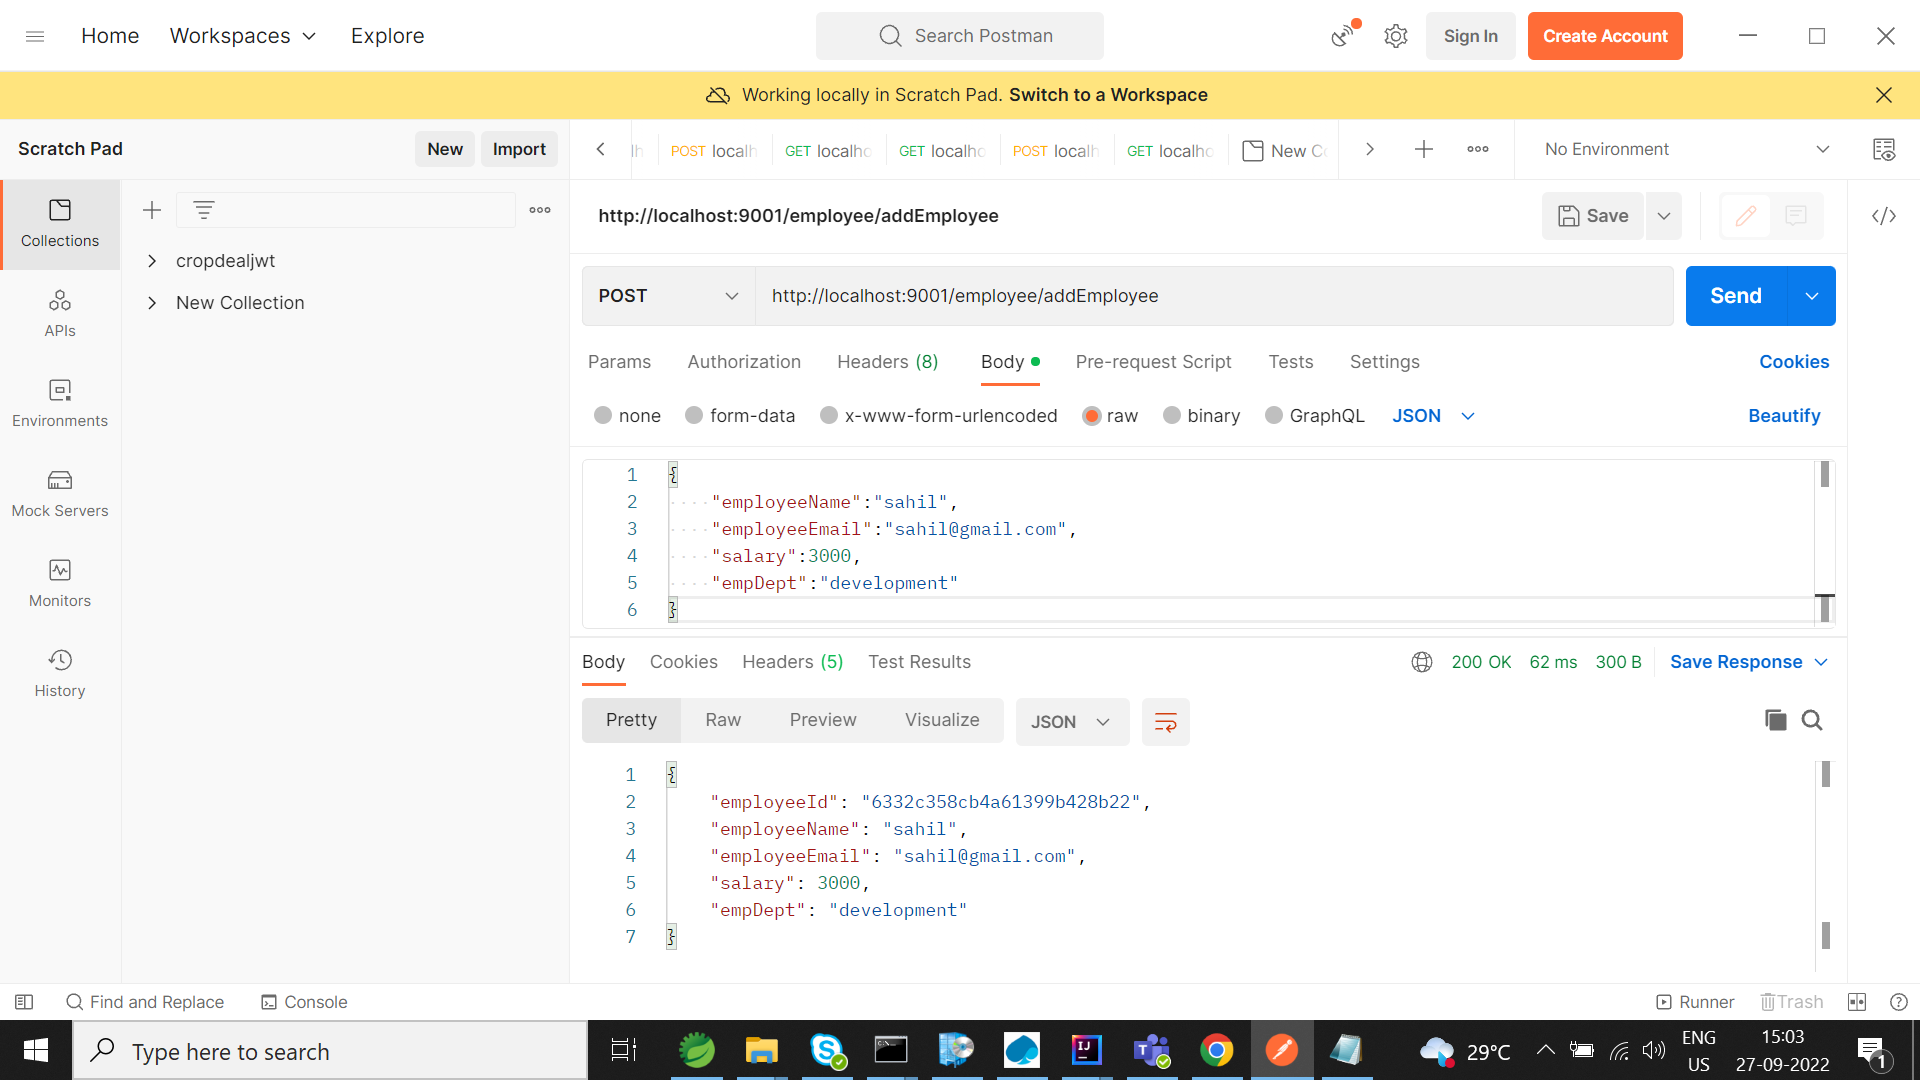 Home Workspaces Explore Search Postman Sign In Create Account
Working locally in Scratch Pad. Switch to a Workspace
Scratch Pad New Import POST localh GET localho GET localho POST localh GET localho New Co No Environment
Collections
APIs
Environments
Mock Servers
Monitors
History
cropdealjwt
New Collection
http://localhost:9001/employee/addEmployee Save
POST http://localhost:9001/employee/addEmployee Send
Params Authorization Headers (8) Body Pre-request Script Tests Settings Cookies
none form-data x-www-form-urlencoded raw binary GraphQL JSON Beautify
1 {
2 "employeeName":"sahil",
3 "employeeEmail":"sahil@gmail.com",
4 "salary":3000,
5 "empDept":"development"
6 }
Body Cookies Headers (5) Test Results 200 OK 62 ms 300 B Save Response
Pretty Raw Preview Visualize JSON
1 {
2 "employeeId": "6332c358cb4a61399b428b22",
3 "employeeName": "sahil",
4 "employeeEmail": "sahil@gmail.com",
5 "salary": 3000,
6 "empDept": "development"
7 }
Find and Replace Console Runner Trash
Type here to search 29°C ENG US 15:03 27-09-2022 1